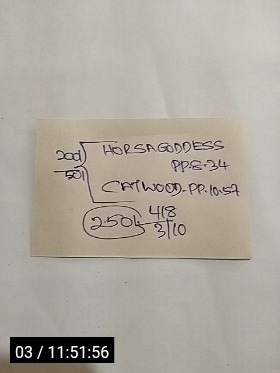 200
501
HORSAGODDESS
PP.8-34
CATWOOD-PP.10.57
250k 418
3/10
03 / 11:51:56